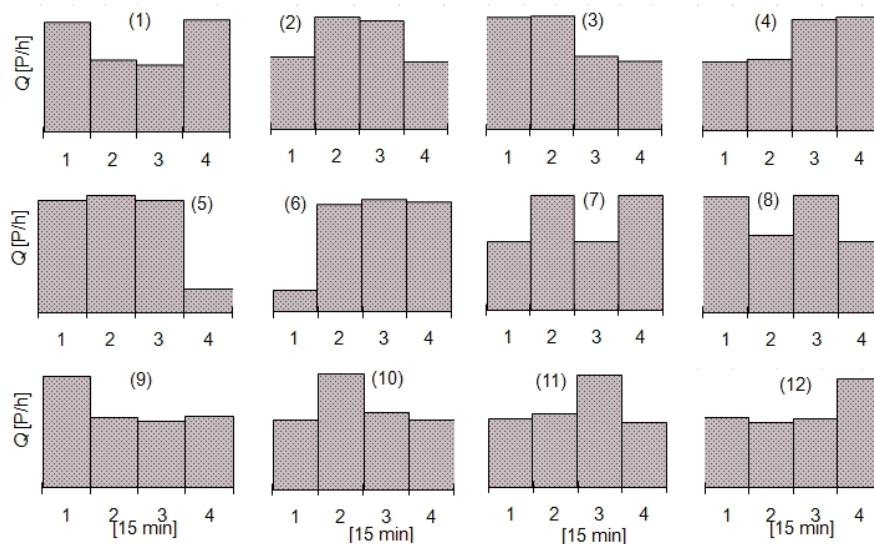 (1) (2) (3) (4)
Q [P/h]
1 2 3 4 1 2 3 4 1 2 3 4 1 2 3 4
(5) (6) (7) (8)
Q [P/h]
1 2 3 4 1 2 3 4 1 2 3 4 1 2 3 4
(9) (10) (11) (12)
Q [P/h]
1 2 3 4 1 2 3 4 1 2 3 4 1 2 3 4
[15 min] [15 min] [15 min] [15 min]